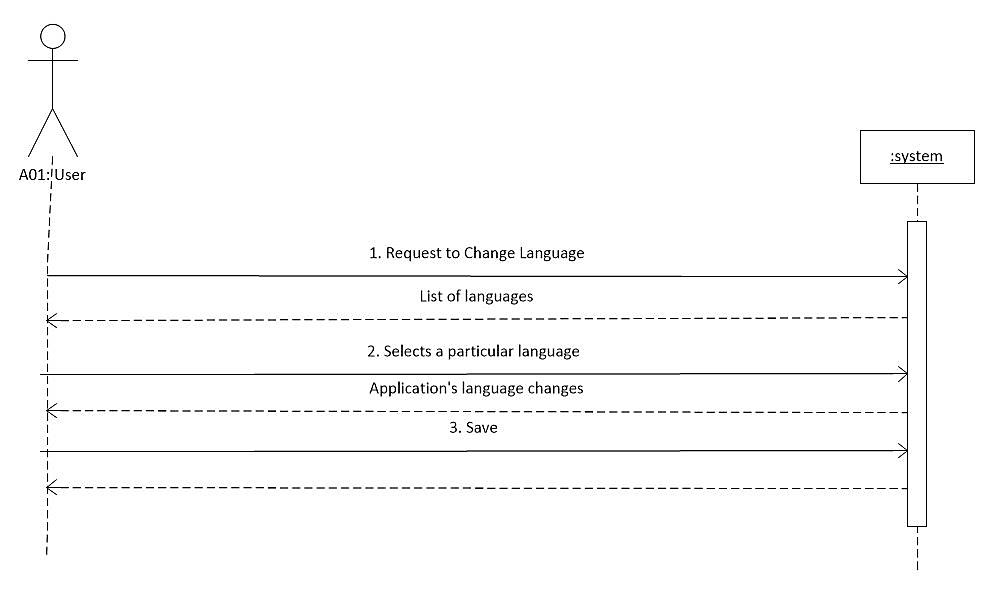 A01: User
:system
1. Request to Change Language
List of languages
2. Selects a particular language
Application's language changes
3. Save